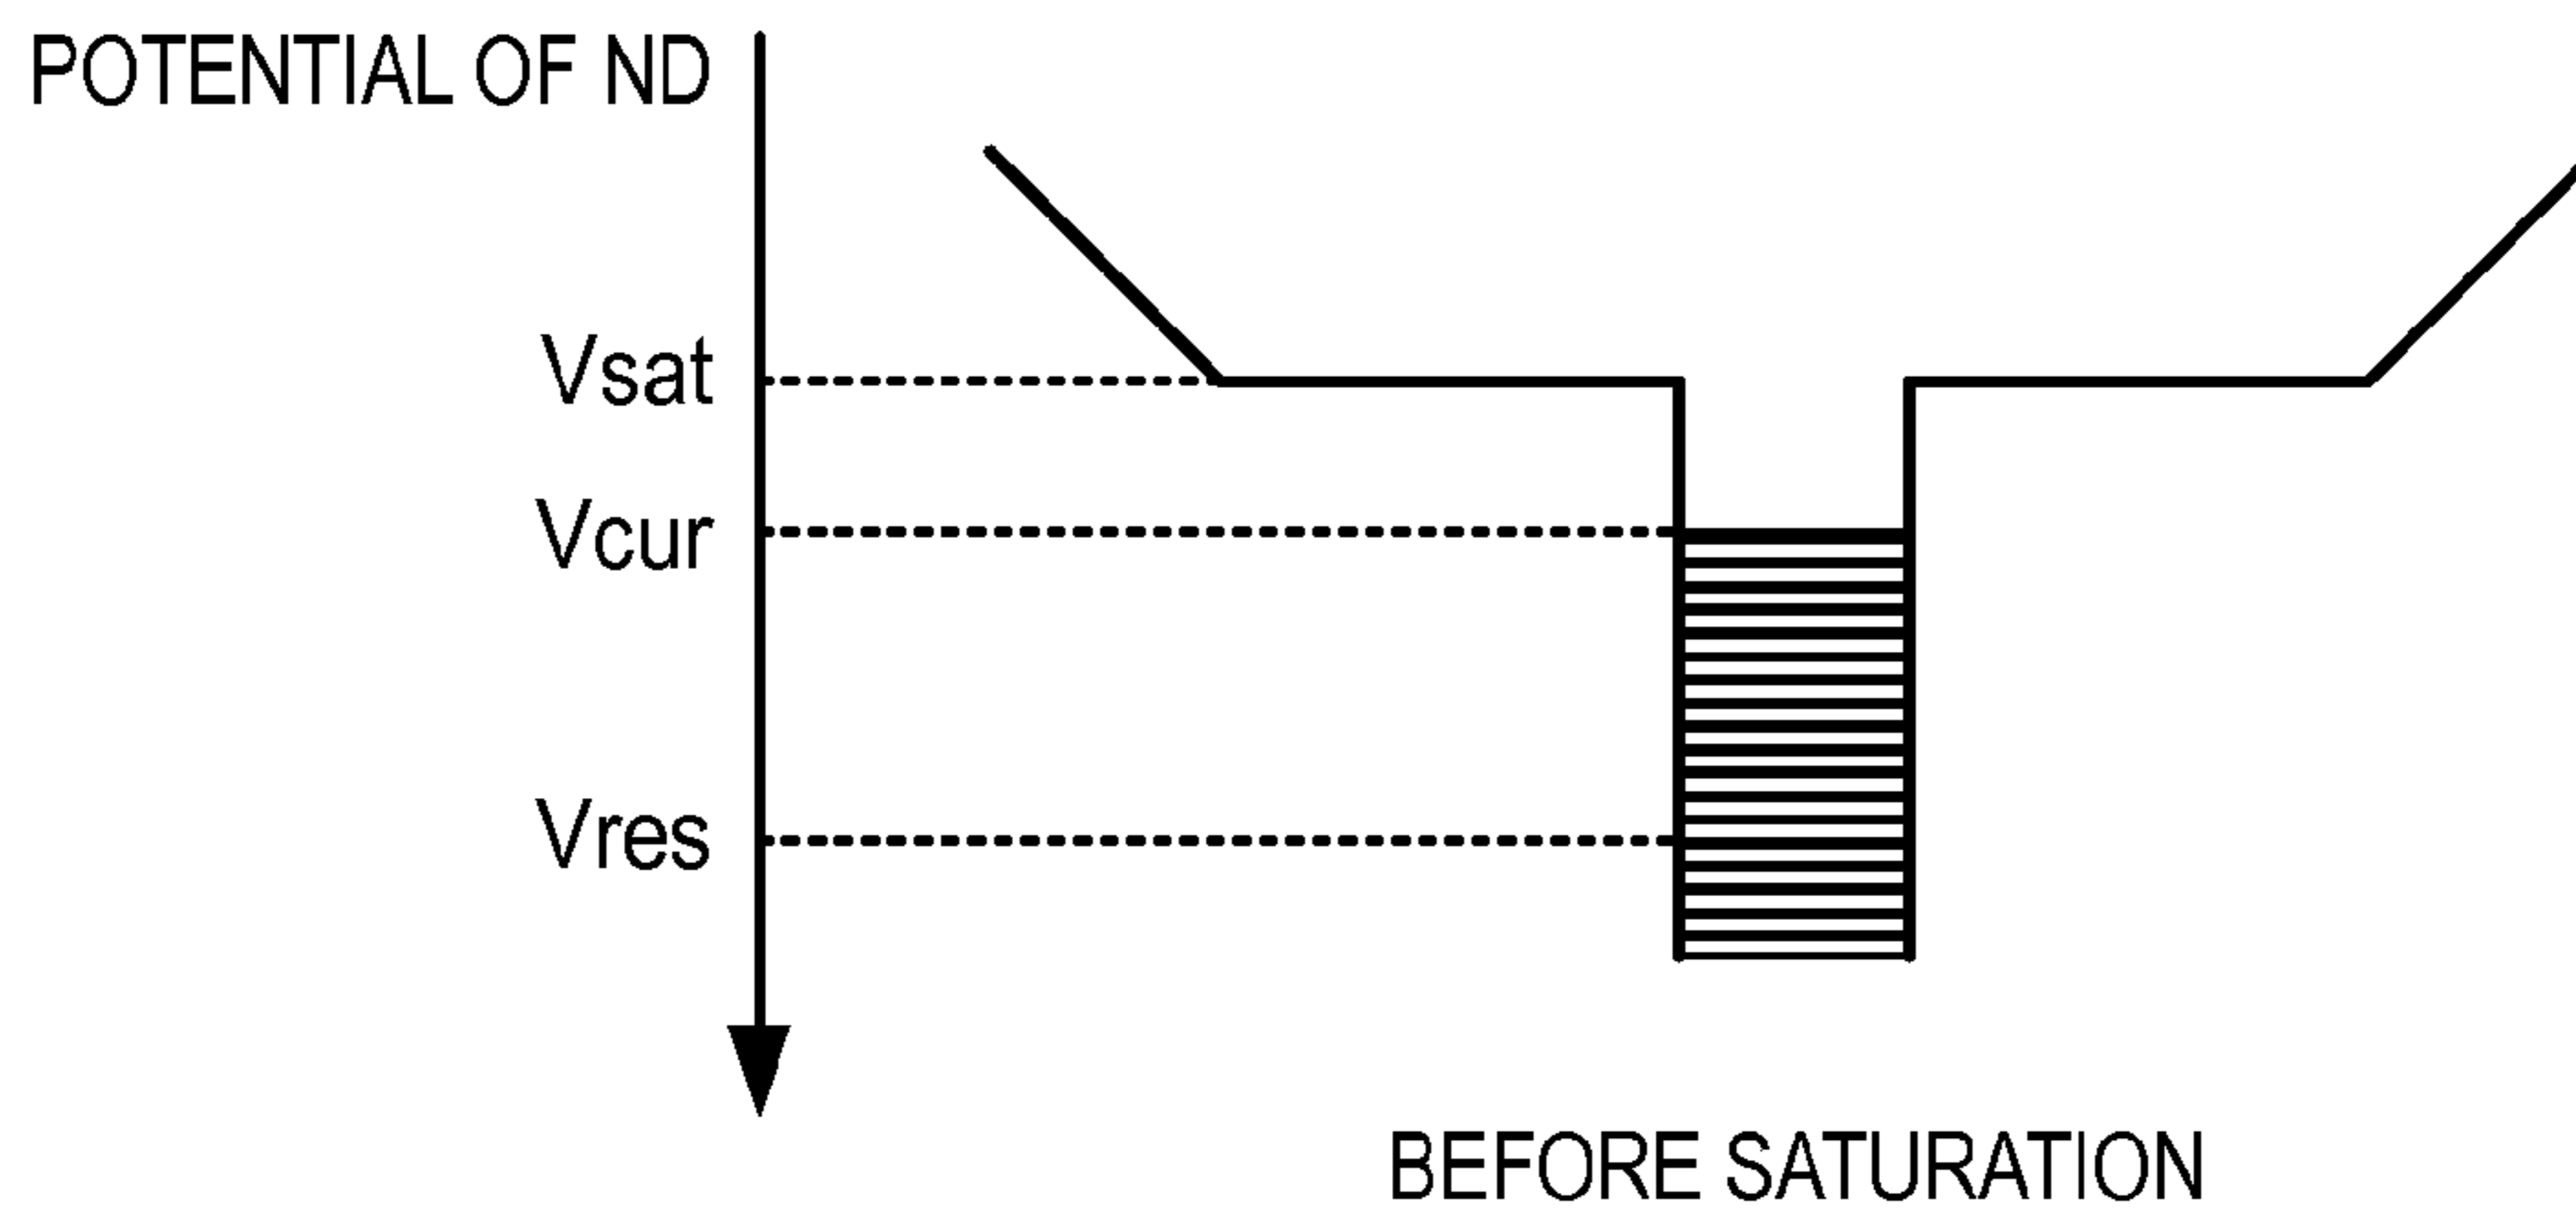 POTENTIAL OF ND
Vsat
Vcur
Vres
BEFORE SATURATION